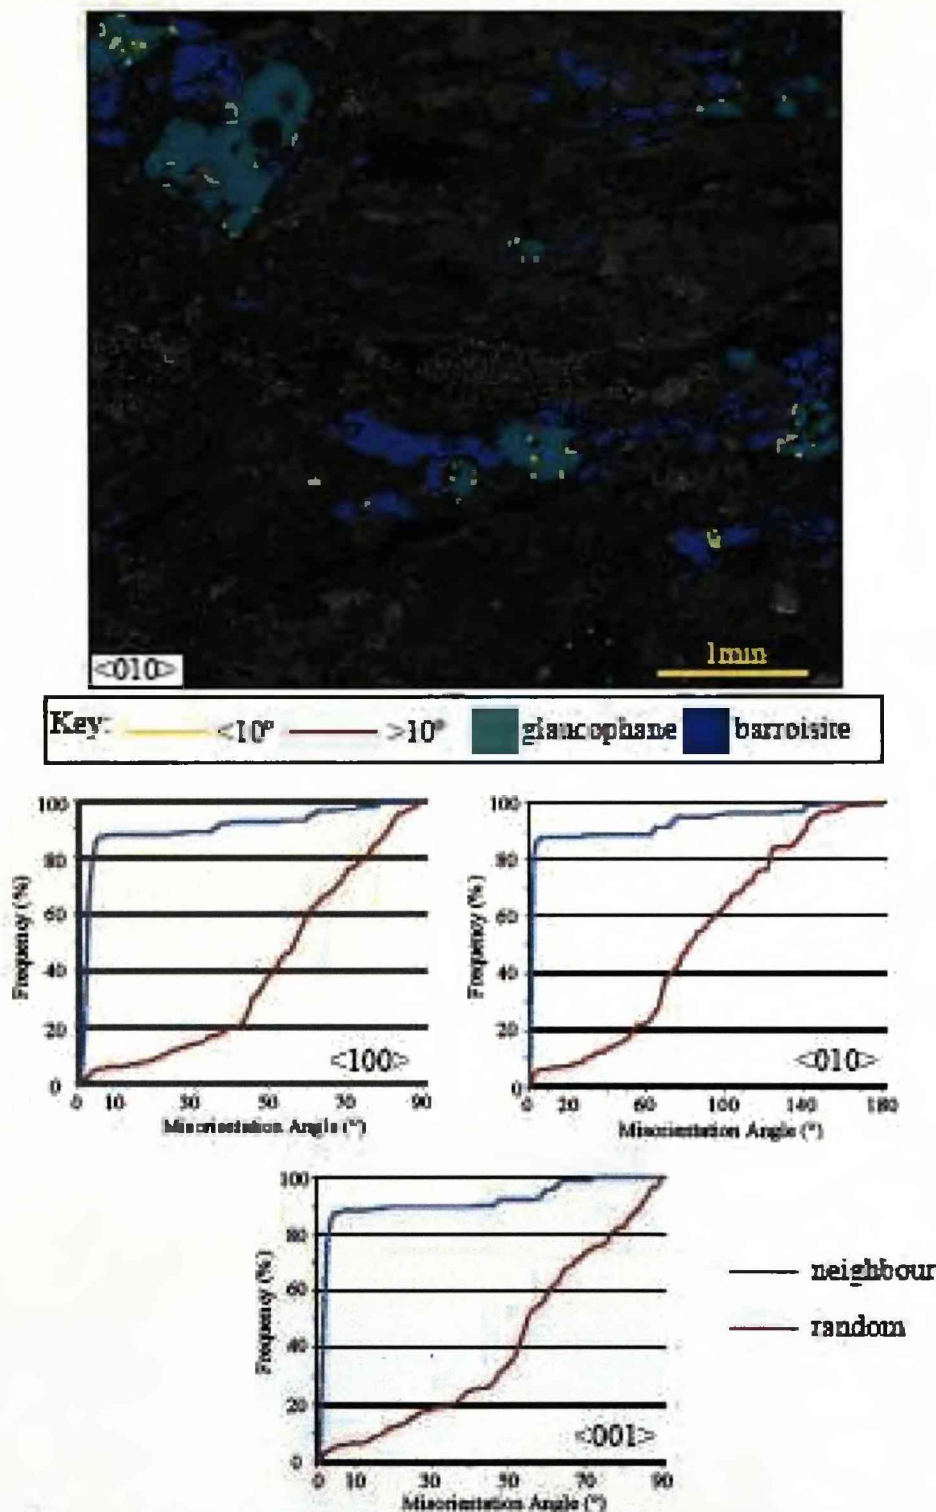 1mm
<010>
Key: <10° >10° glaucophane barroisite
100
80
60
40
20
0
Frequency (%)
<100>
0 10 30 50 70 90
Misorientation Angle (°)
100
80
60
40
20
0
Frequency (%)
<010>
0 20 60 100 140 180
Misorientation Angle (°)
100
80
60
40
20
0
Frequency (%)
<001>
0 10 30 50 70 90
Misorientation Angle (°)
neighbour
random